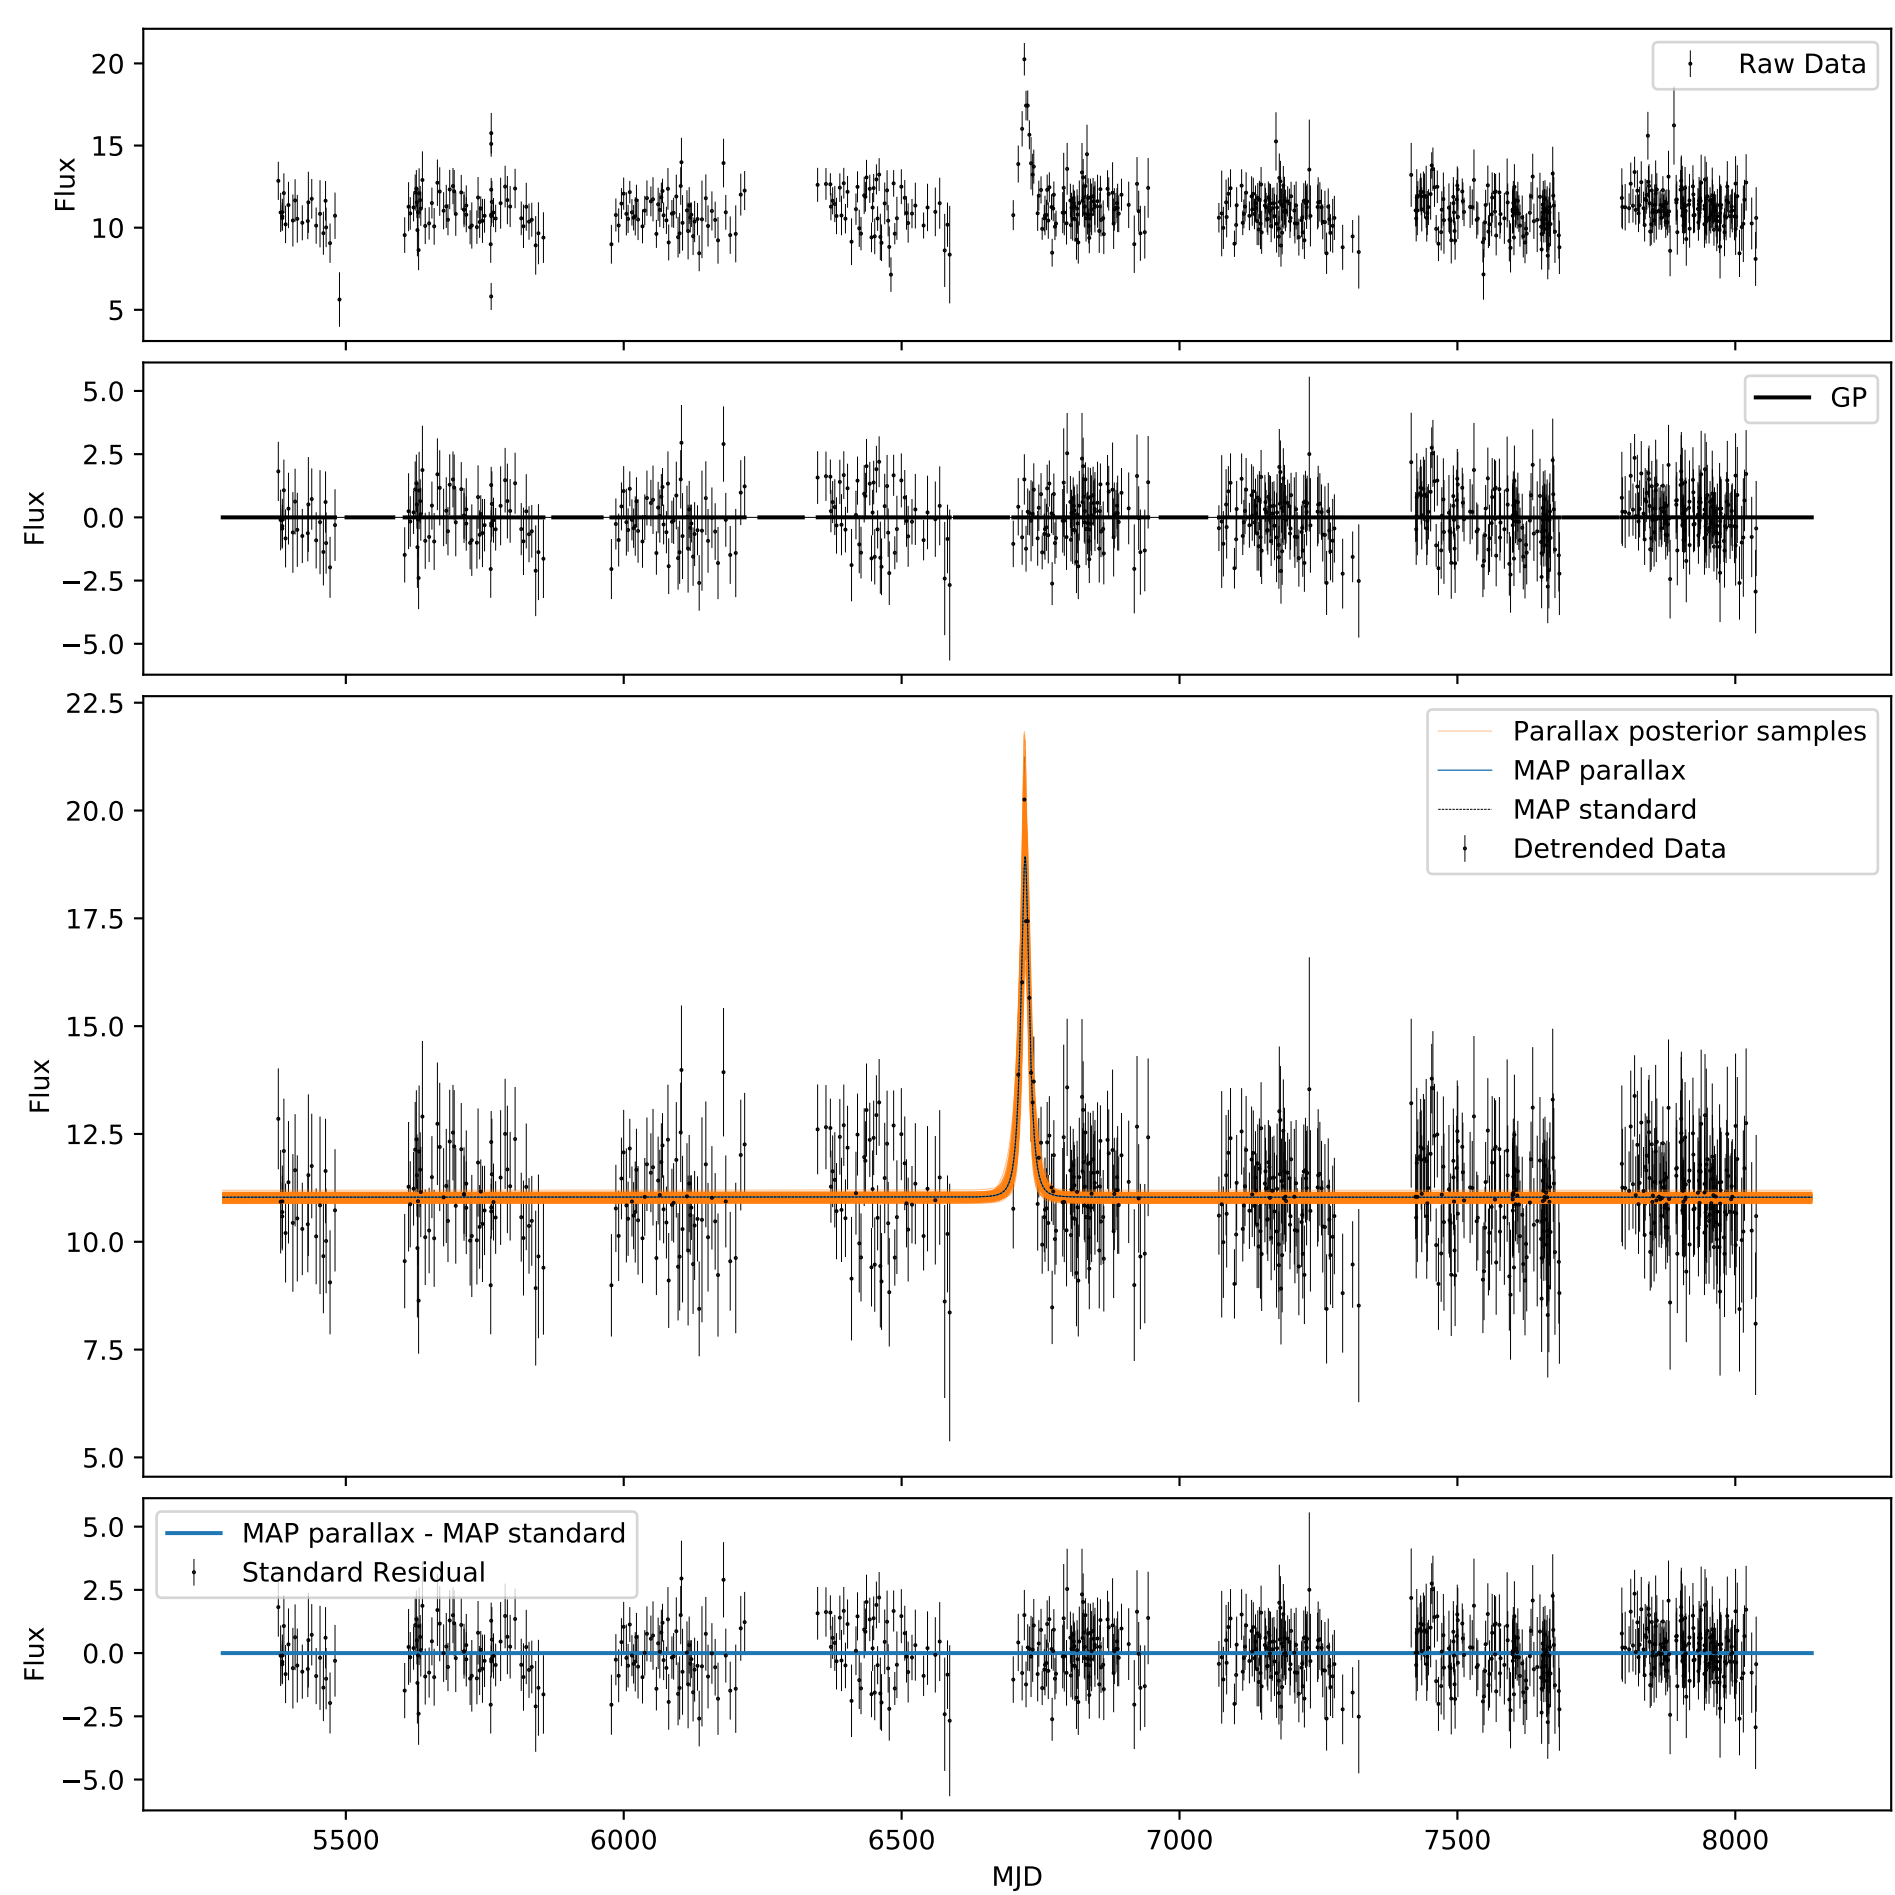 Flux
20
15
10
5
Raw Data
Flux
5.0
2.5
0.0
−2.5
−5.0
GP
Flux
22.5
20.0
17.5
15.0
12.5
10.0
7.5
5.0
Parallax posterior samples
MAP parallax
MAP standard
Detrended Data
Flux
5.0
2.5
0.0
−2.5
−5.0
MAP parallax - MAP standard
Standard Residual
5500 6000 6500 7000 7500 8000
MJD